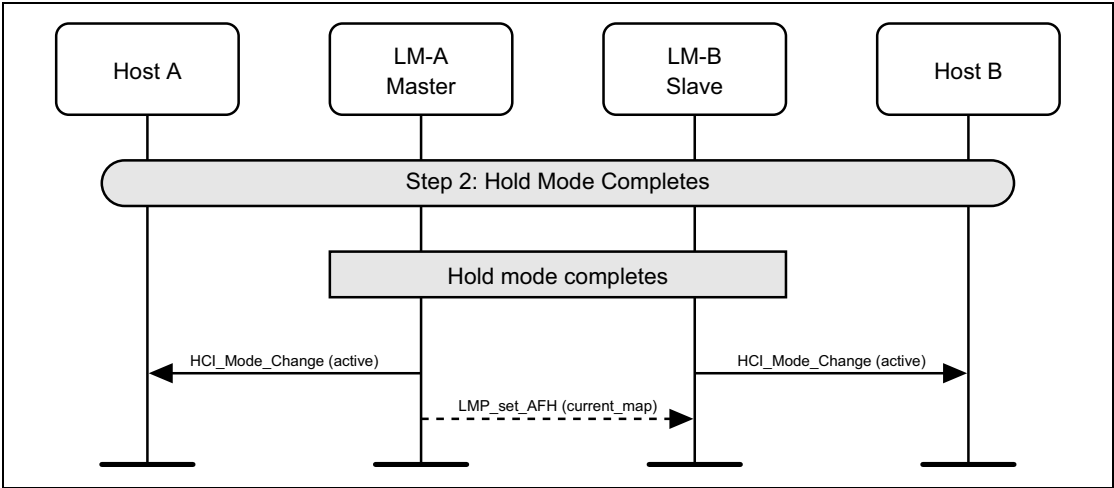 Host A
LM-A
Master
LM-B
Slave
Host B
Step 2: Hold Mode Completes
Hold mode completes
HCI_Mode_Change (active)
HCI_Mode_Change (active)
LMP_set_AFH (current_map)